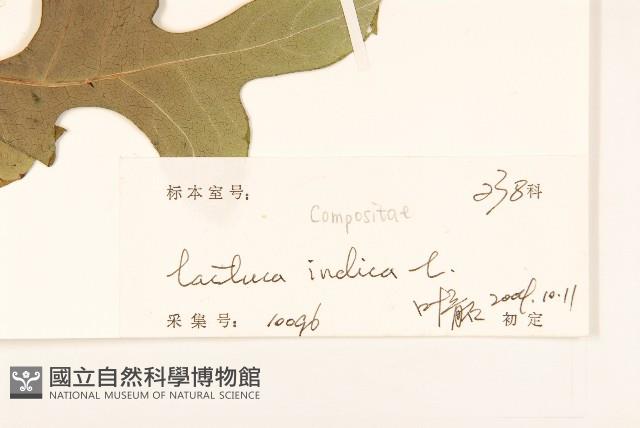 标本室号: 238科
Compositae
Lactuca indica L.
采集号: 10096 叶 2004.10.11 初定
國立自然科學博物館
NATIONAL MUSEUM OF NATURAL SCIENCE